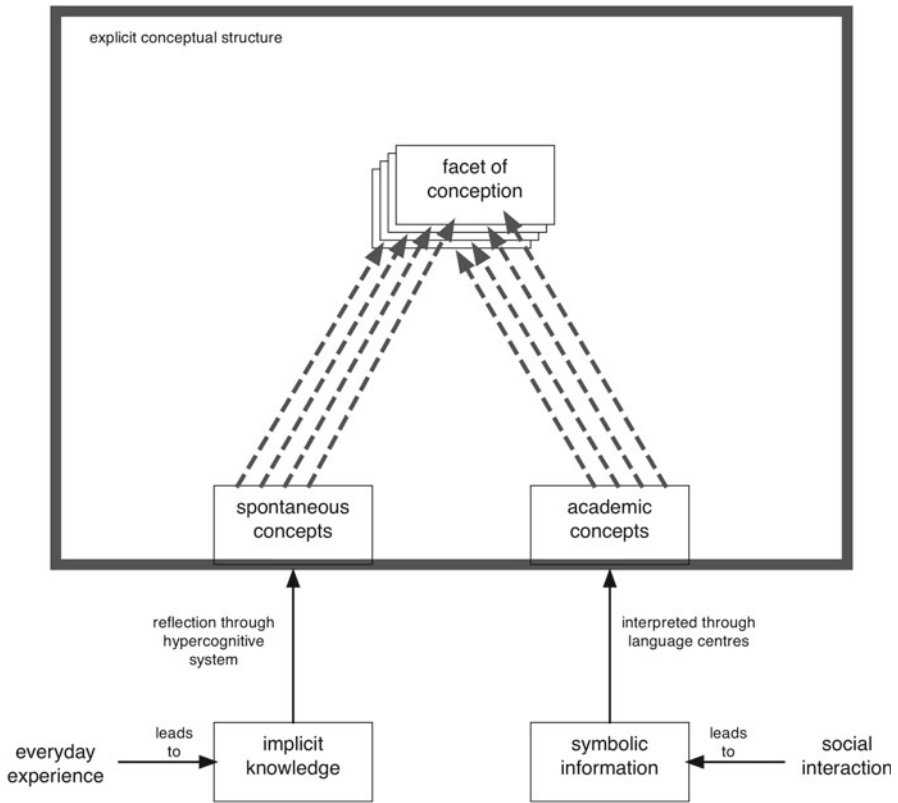 explicit conceptual structure
facet of
conception
spontaneous
concepts
academic
concepts
reflection through
hypercognitive
system
interpreted through
language centres
everyday
experience
leads
to
implicit
knowledge
symbolic
information
leads
to
social
interaction